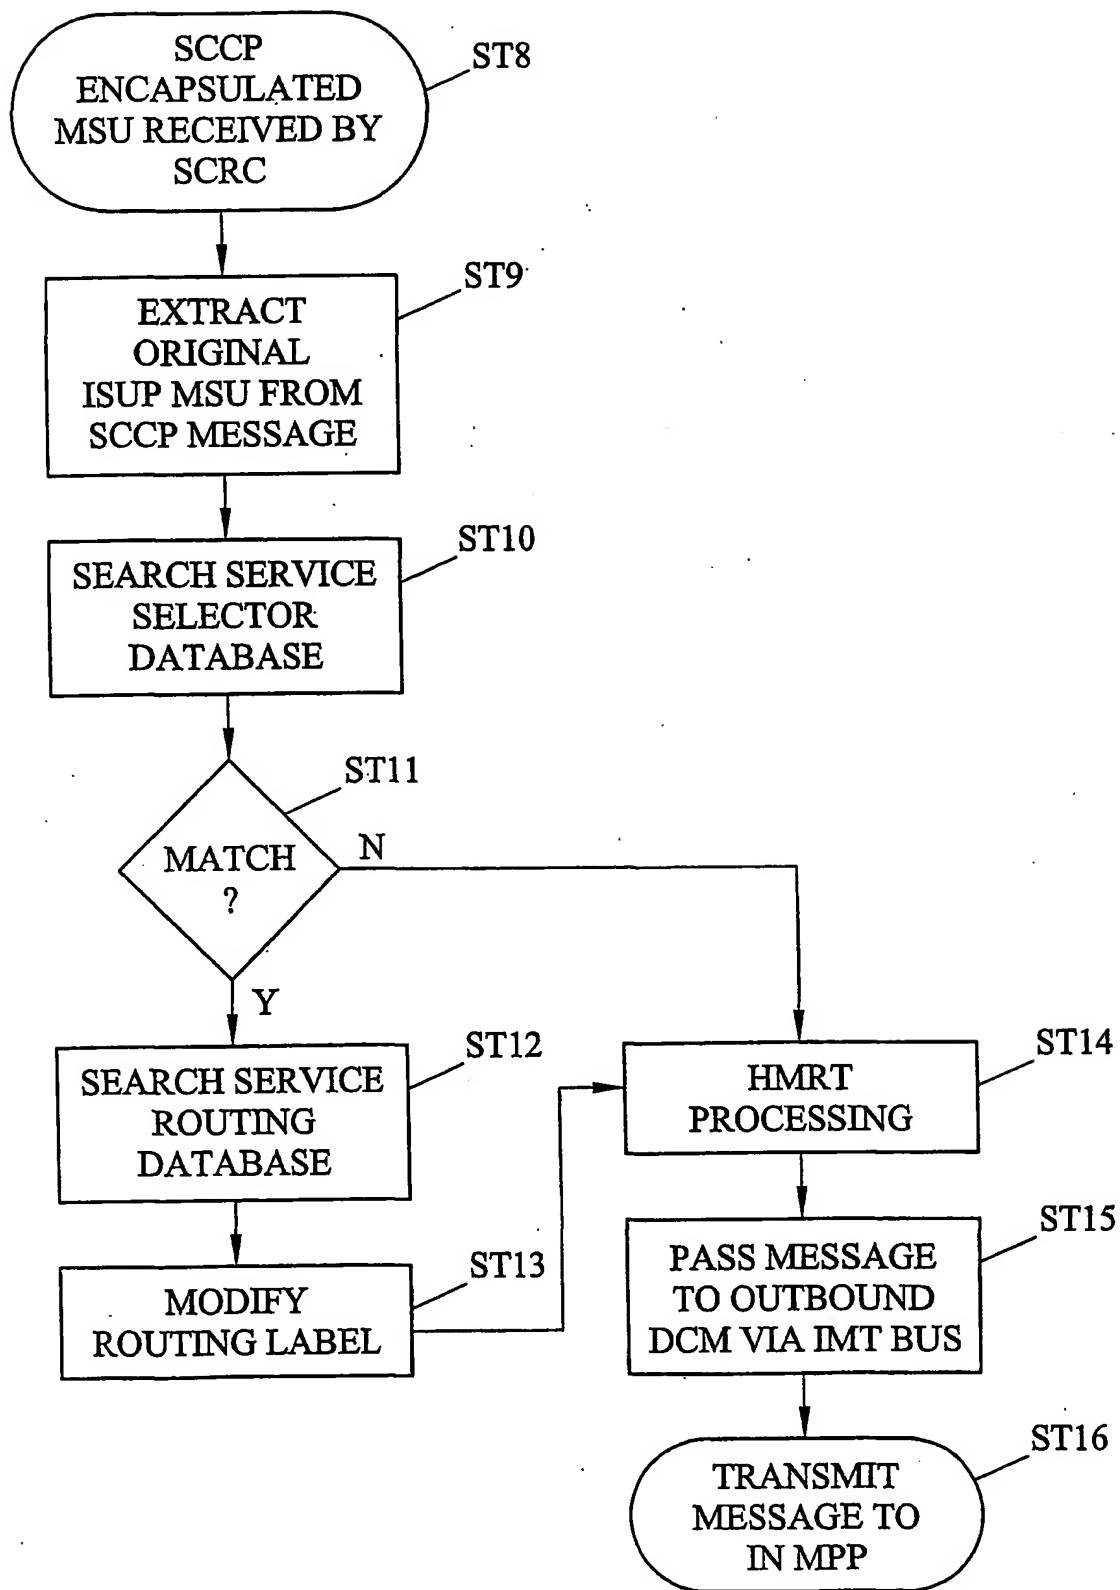 SCCP
ENCAPSULATED
MSU RECEIVED BY
SCRC
ST8
EXTRACT
ORIGINAL
ISUP MSU FROM
SCCP MESSAGE
ST9
SEARCH SERVICE
SELECTOR
DATABASE
ST10
MATCH
?
ST11
N
Y
SEARCH SERVICE
ROUTING
DATABASE
ST12
MODIFY
ROUTING LABEL
ST13
HMRT
PROCESSING
ST14
PASS MESSAGE
TO OUTBOUND
DCM VIA IMT BUS
ST15
TRANSMIT
MESSAGE TO
IN MPP
ST16